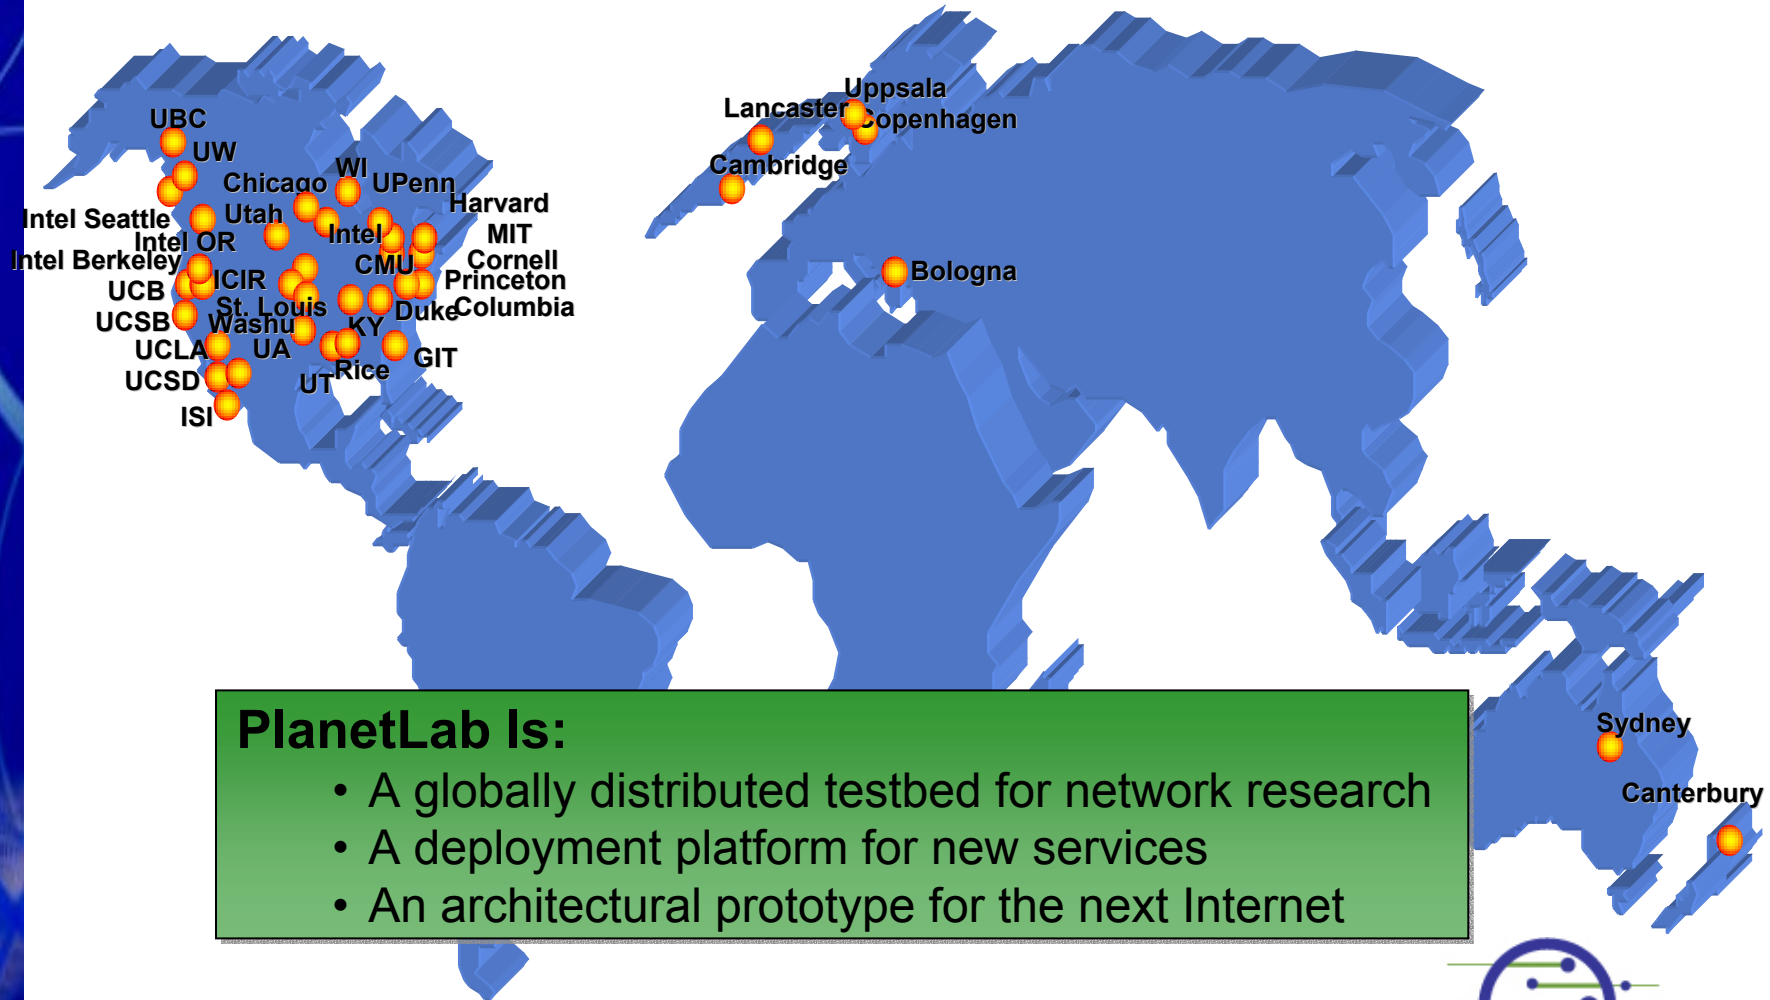 Uppsala
Lancaster
Copenhagen
UBC
UW
WI
Cambridge
Chicago
UPenn
Harvard
Intel Seattle
Utah
Intel
MIT
Intel OR
Intel Berkeley
CMU
Cornell
Bologna
ICIR
Princeton
UCB
St. Louis
Duke
Columbia
UCSB
Washu
KY
UCLA
UA
GIT
Rice
UCSD
UT
ISI
Sydney
Canterbury
PlanetLab Is:
• A globally distributed testbed for network research
• A deployment platform for new services
• An architectural prototype for the next Internet